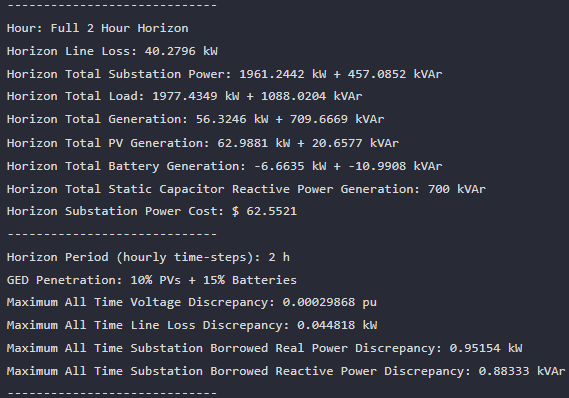 -----------------------------
Hour: Full 2 Hour Horizon
Horizon Line Loss: 40.2796 kW
Horizon Total Substation Power: 1961.2442 kW + 457.0852 kVAr
Horizon Total Load: 1977.4349 kW + 1088.0204 kVAr
Horizon Total Generation: 56.3246 kW + 709.6669 kVAr
Horizon Total PV Generation: 62.9881 kW + 20.6577 kVAr
Horizon Total Battery Generation: -6.6635 kW + -10.9908 kVAr
Horizon Total Static Capacitor Reactive Power Generation: 700 kVAr
Horizon Substation Power Cost: $ 62.5521
-----------------------------
Horizon Period (hourly time-steps): 2 h
GED Penetration: 10% PVs + 15% Batteries
Maximum All Time Voltage Discrepancy: 0.00029868 pu
Maximum All Time Line Loss Discrepancy: 0.044818 kW
Maximum All Time Substation Borrowed Real Power Discrepancy: 0.95154 kW
Maximum All Time Substation Borrowed Reactive Power Discrepancy: 0.88333 kVAr
-----------------------------